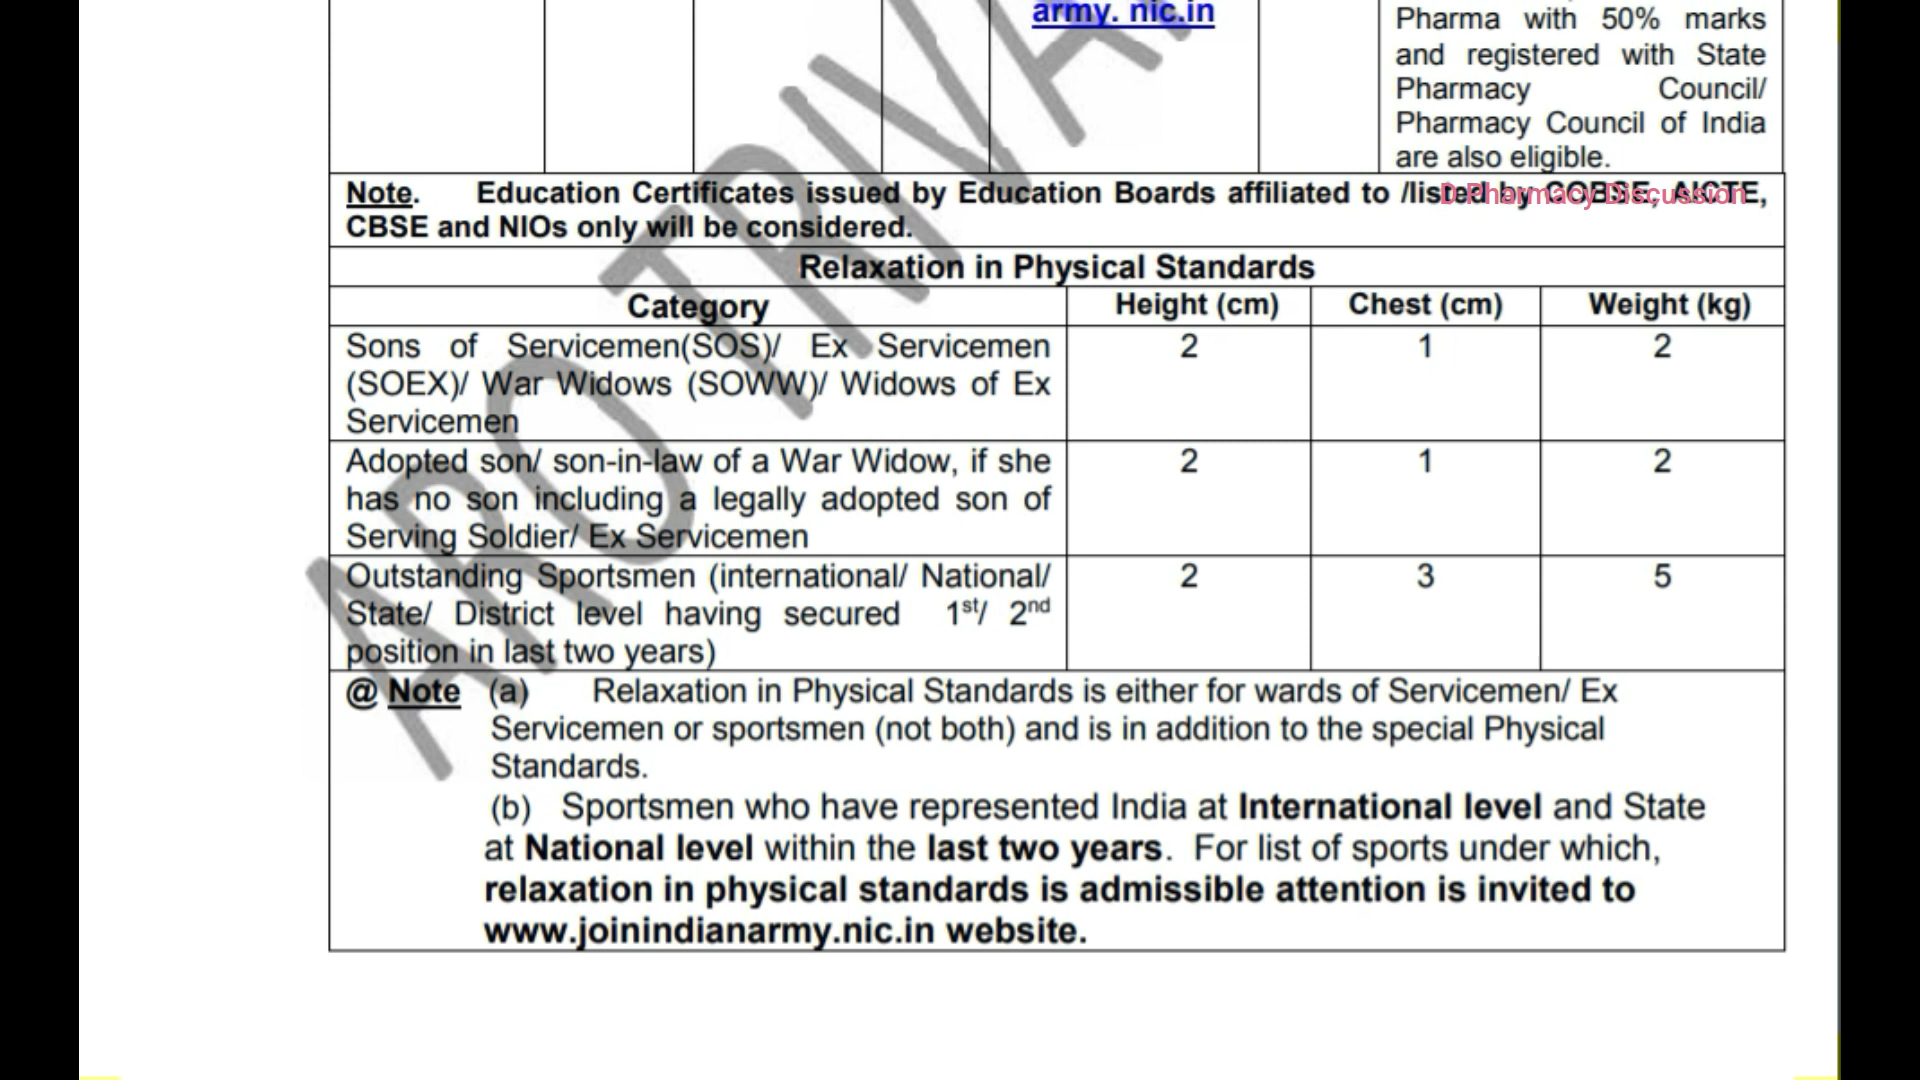 army. nic.in
Pharma with 50% marks
and registered with State
Pharmacy Council/
Pharmacy Council of India
are also eligible.
Note. Education Certificates issued by Education Boards affiliated to /listed by COBSE, AICTE,
D Pharmacy Discussion
CBSE and NIOs only will be considered.
Relaxation in Physical Standards
Category Height (cm) Chest (cm) Weight (kg)
Sons of Servicemen(SOS)/ Ex Servicemen 2 1 2
(SOEX)/ War Widows (SOWW)/ Widows of Ex
Servicemen
Adopted son/ son-in-law of a War Widow, if she 2 1 2
has no son including a legally adopted son of
Serving Soldier/ Ex Servicemen
Outstanding Sportsmen (international/ National/ 2 3 5
State/ District level having secured 1st/ 2nd
position in last two years)
@ Note (a) Relaxation in Physical Standards is either for wards of Servicemen/ Ex
Servicemen or sportsmen (not both) and is in addition to the special Physical
Standards.
(b) Sportsmen who have represented India at International level and State
at National level within the last two years. For list of sports under which,
relaxation in physical standards is admissible attention is invited to
www.joinindianarmy.nic.in website.
ARO TRIVA